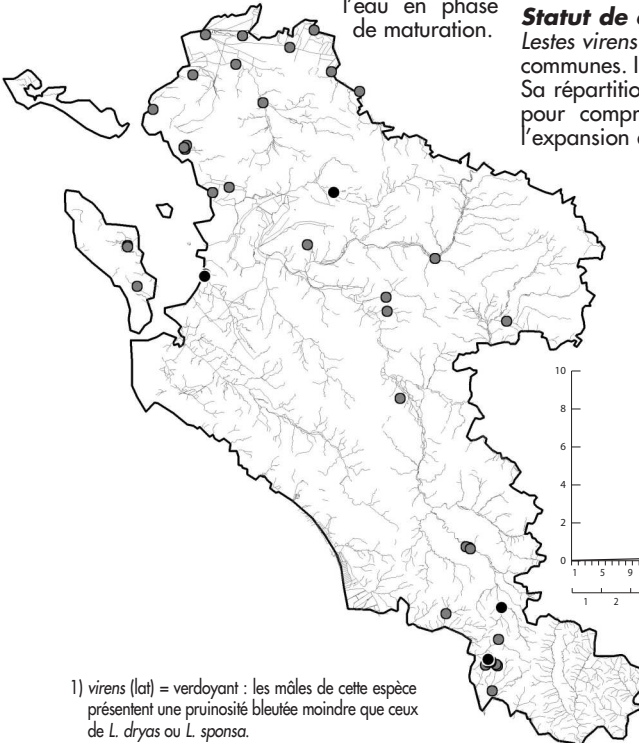 l'eau en phase
de maturation.
Statut de
Lestes virens
communes. I
Sa répartitio
pour compr
l'expansion
10
8
6
4
2
0
1 5 9
1 2
1) virens (lat) = verdoyant : les mâles de cette espèce
présentent une pruinosité bleutée moindre que ceux
de L. dryas ou L. sponsa.